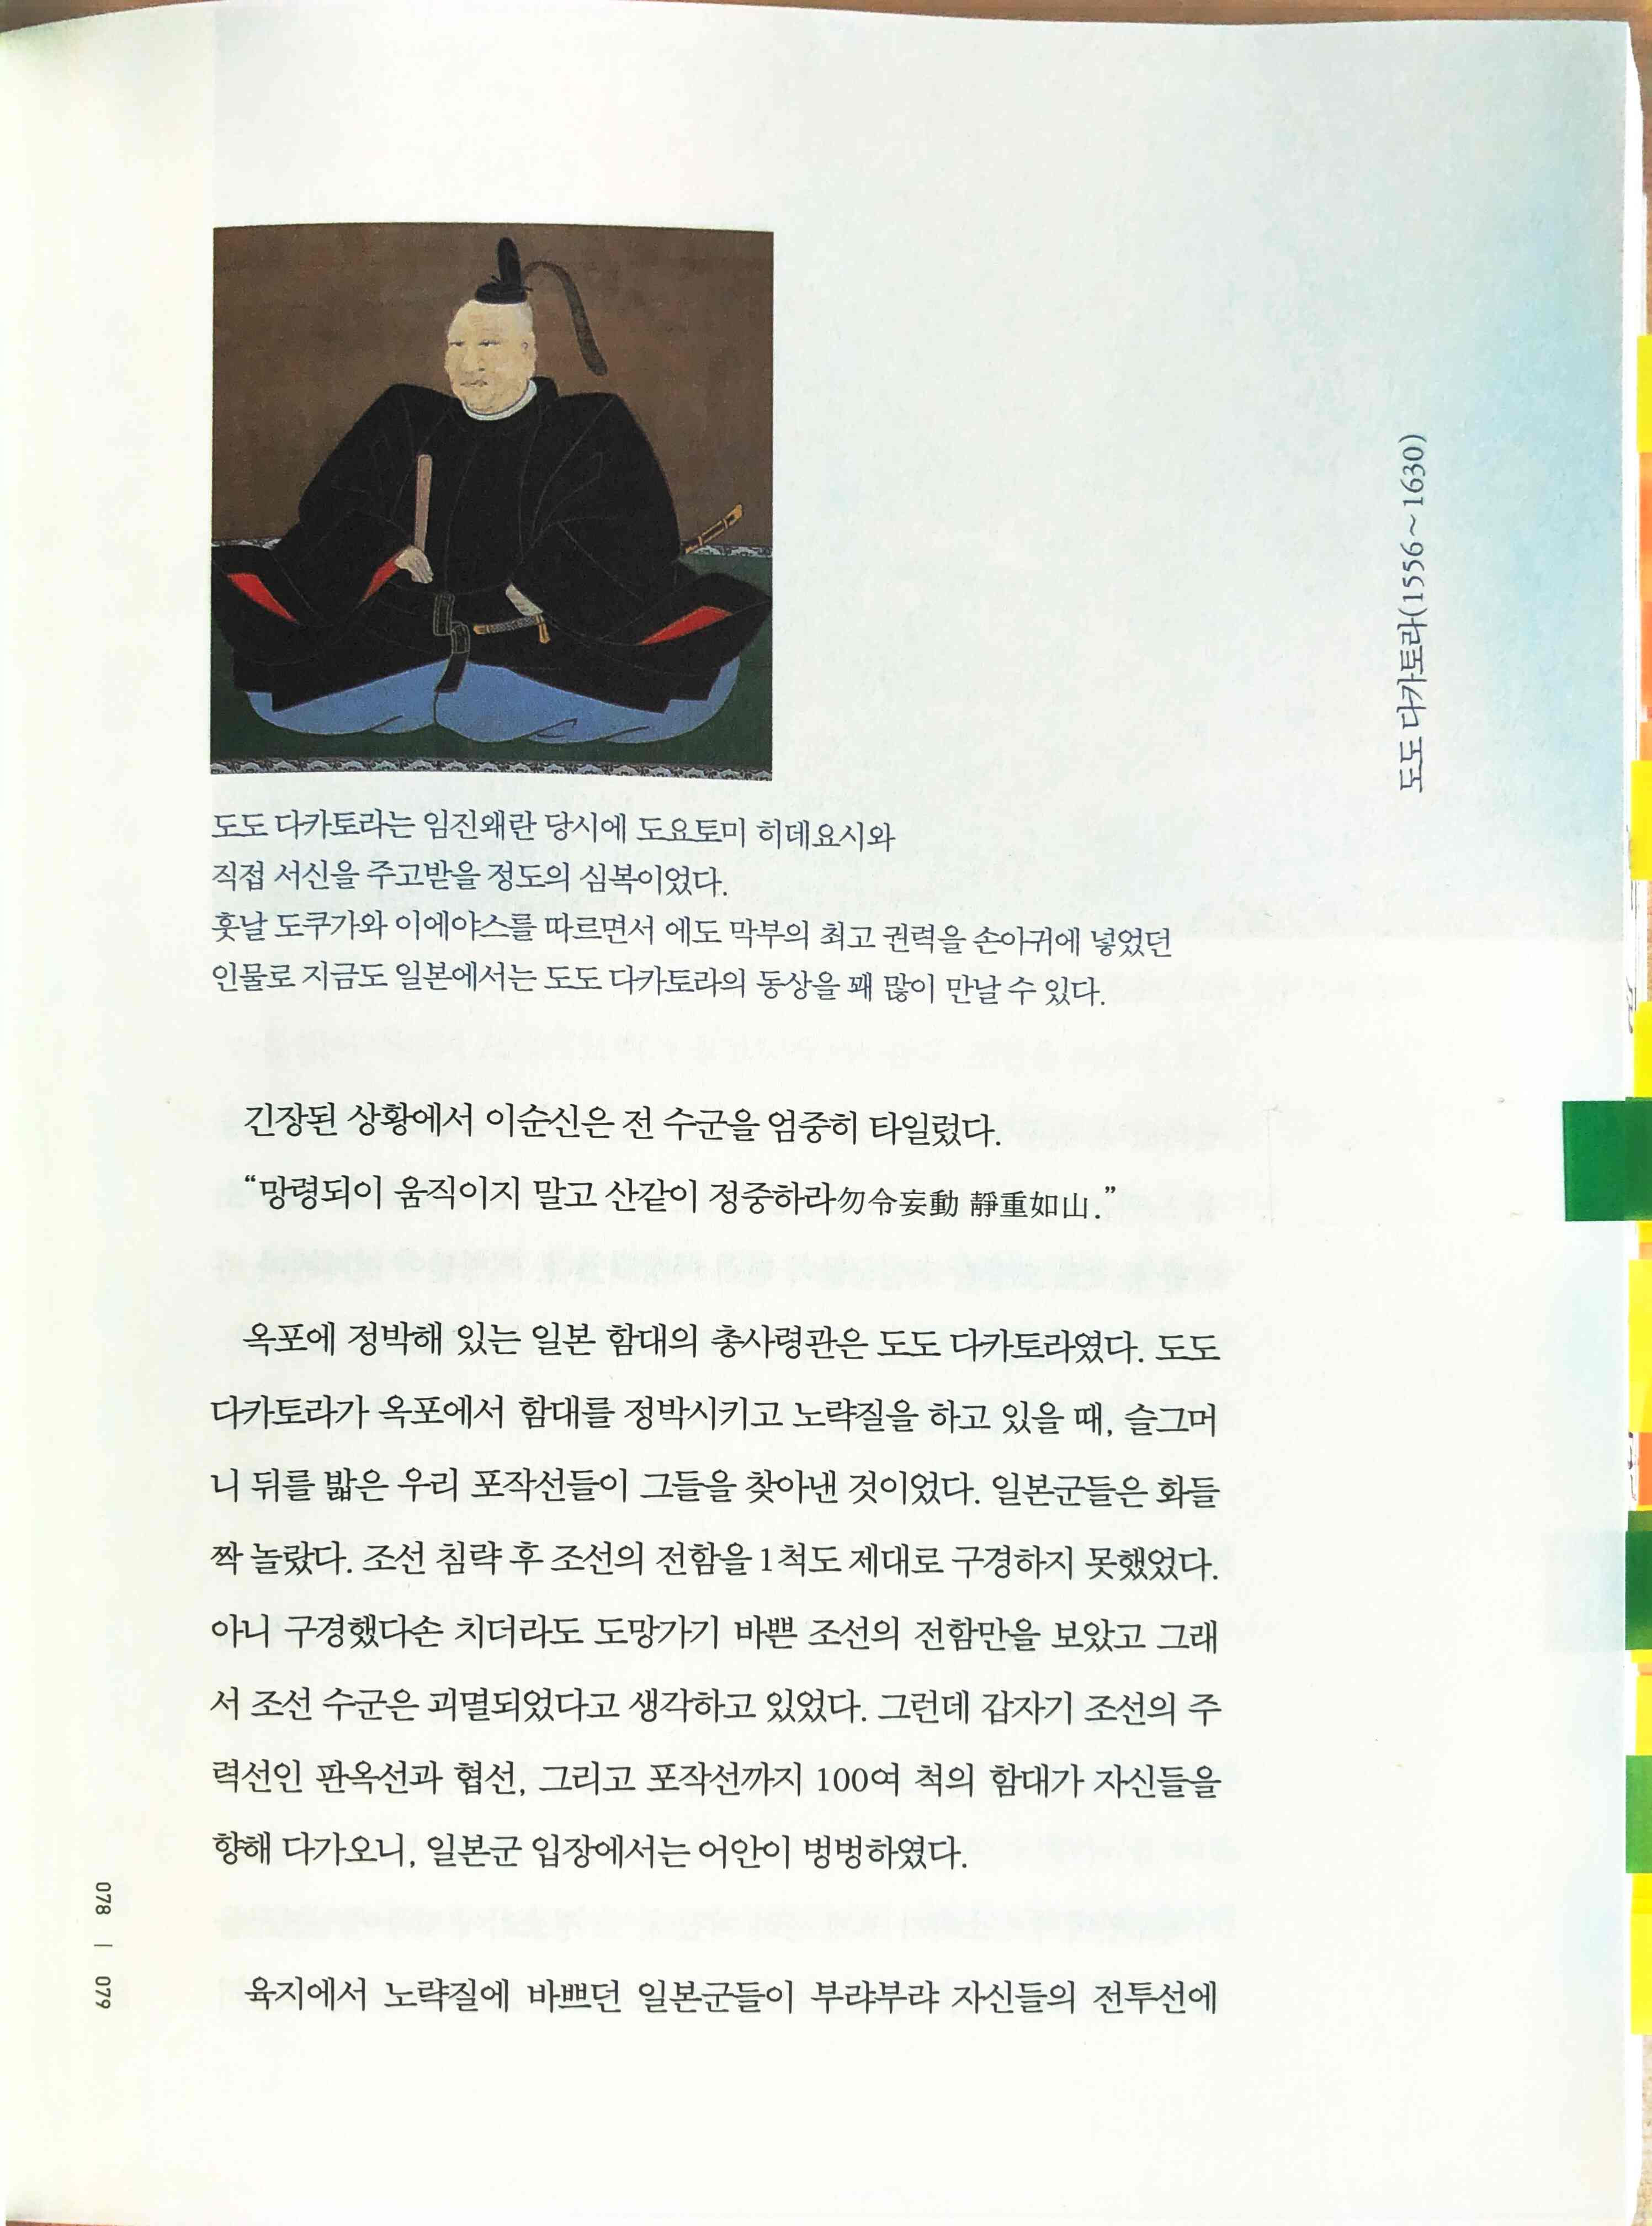 도도 다카토라(1556~1630)
도도 다카토라는 임진왜란 당시에 도요토미 히데요시와
직접 서신을 주고받을 정도의 심복이었다.
훗날 도쿠가와 이에야스를 따르면서 에도 막부의 최고 권력을 손아귀에 넣었던
인물로 지금도 일본에서는 도도 다카토라의 동상을 꽤 많이 만날 수 있다.
긴장된 상황에서 이순신은 전 수군을 엄중히 타일렀다.
“망령되이 움직이지 말고 산같이 정중하라勿令妄動 靜重如山.”
옥포에 정박해 있는 일본 함대의 총사령관은 도도 다카토라였다. 도도
다카토라가 옥포에서 함대를 정박시키고 노략질을 하고 있을 때, 슬그머
니 뒤를 밟은 우리 포작선들이 그들을 찾아낸 것이었다. 일본군들은 화들
짝 놀랐다. 조선 침략 후 조선의 전함을 1척도 제대로 구경하지 못했었다.
아니 구경했다손 치더라도 도망가기 바쁜 조선의 전함만을 보았고 그래
서 조선 수군은 괴멸되었다고 생각하고 있었다. 그런데 갑자기 조선의 주
력선인 판옥선과 협선, 그리고 포작선까지 100여 척의 함대가 자신들을
향해 다가오니, 일본군 입장에서는 어안이 벙벙하였다.
육지에서 노략질에 바쁘던 일본군들이 부랴부랴 자신들의 전투선에
078 | 079